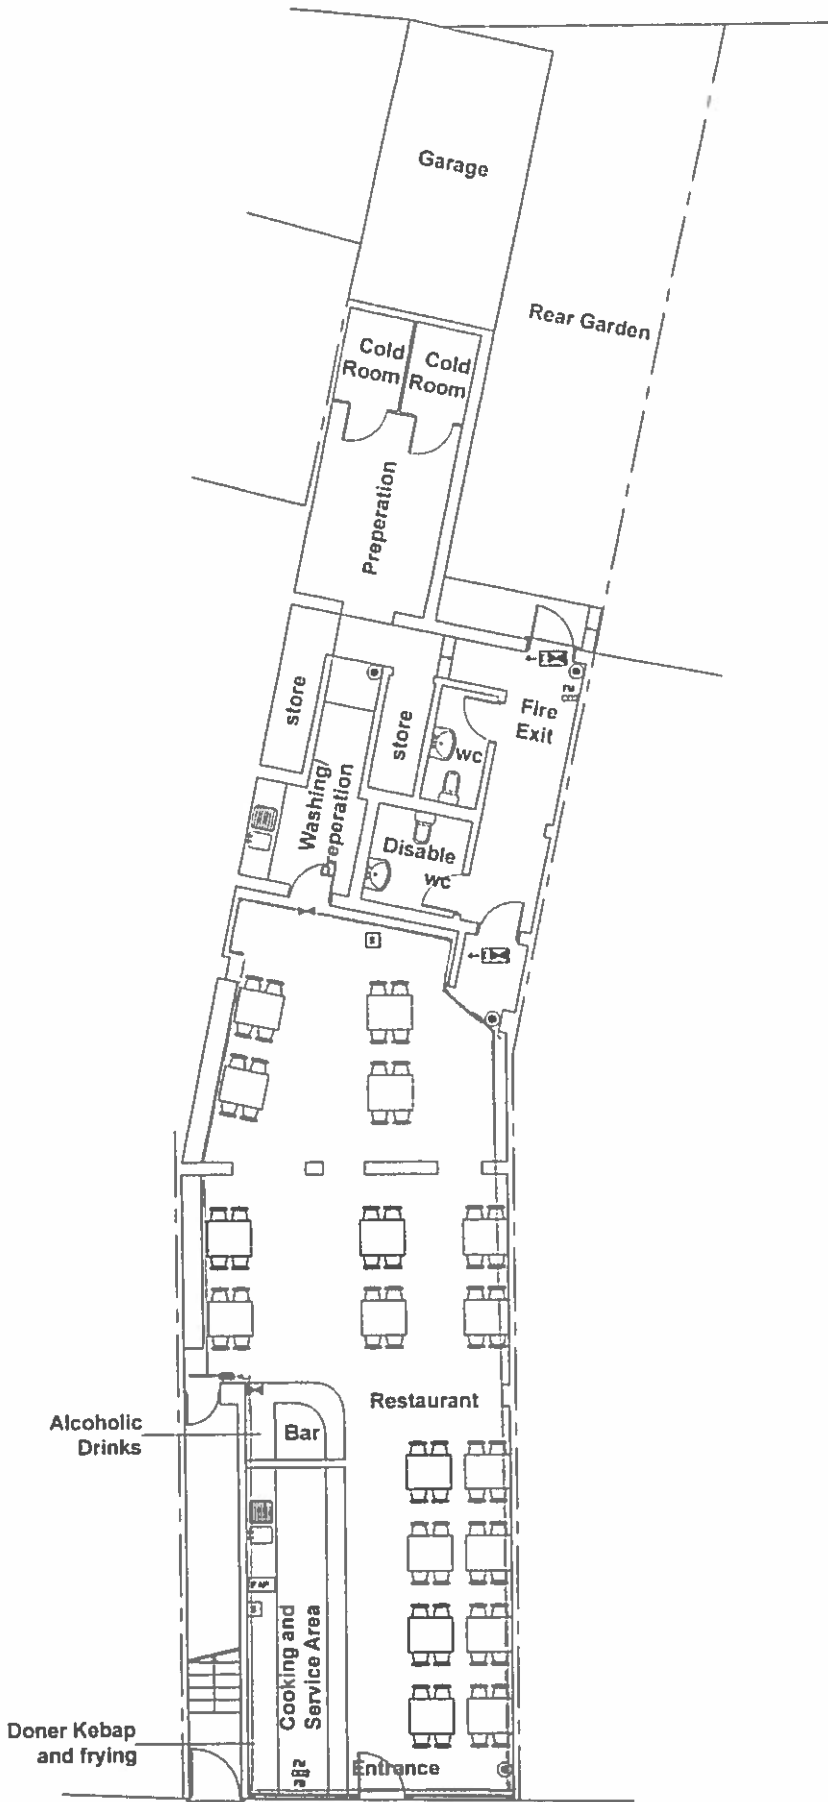 Garage
Rear Garden
Cold
Room
Cold
Room
Preperation
store
store
Fire
Exit
wc
Washing/
Preperation
Disable
wc
Restaurant
Alcoholic
Drinks
Bar
Cooking and
Service Area
Doner Kebap
and frying
Entrance